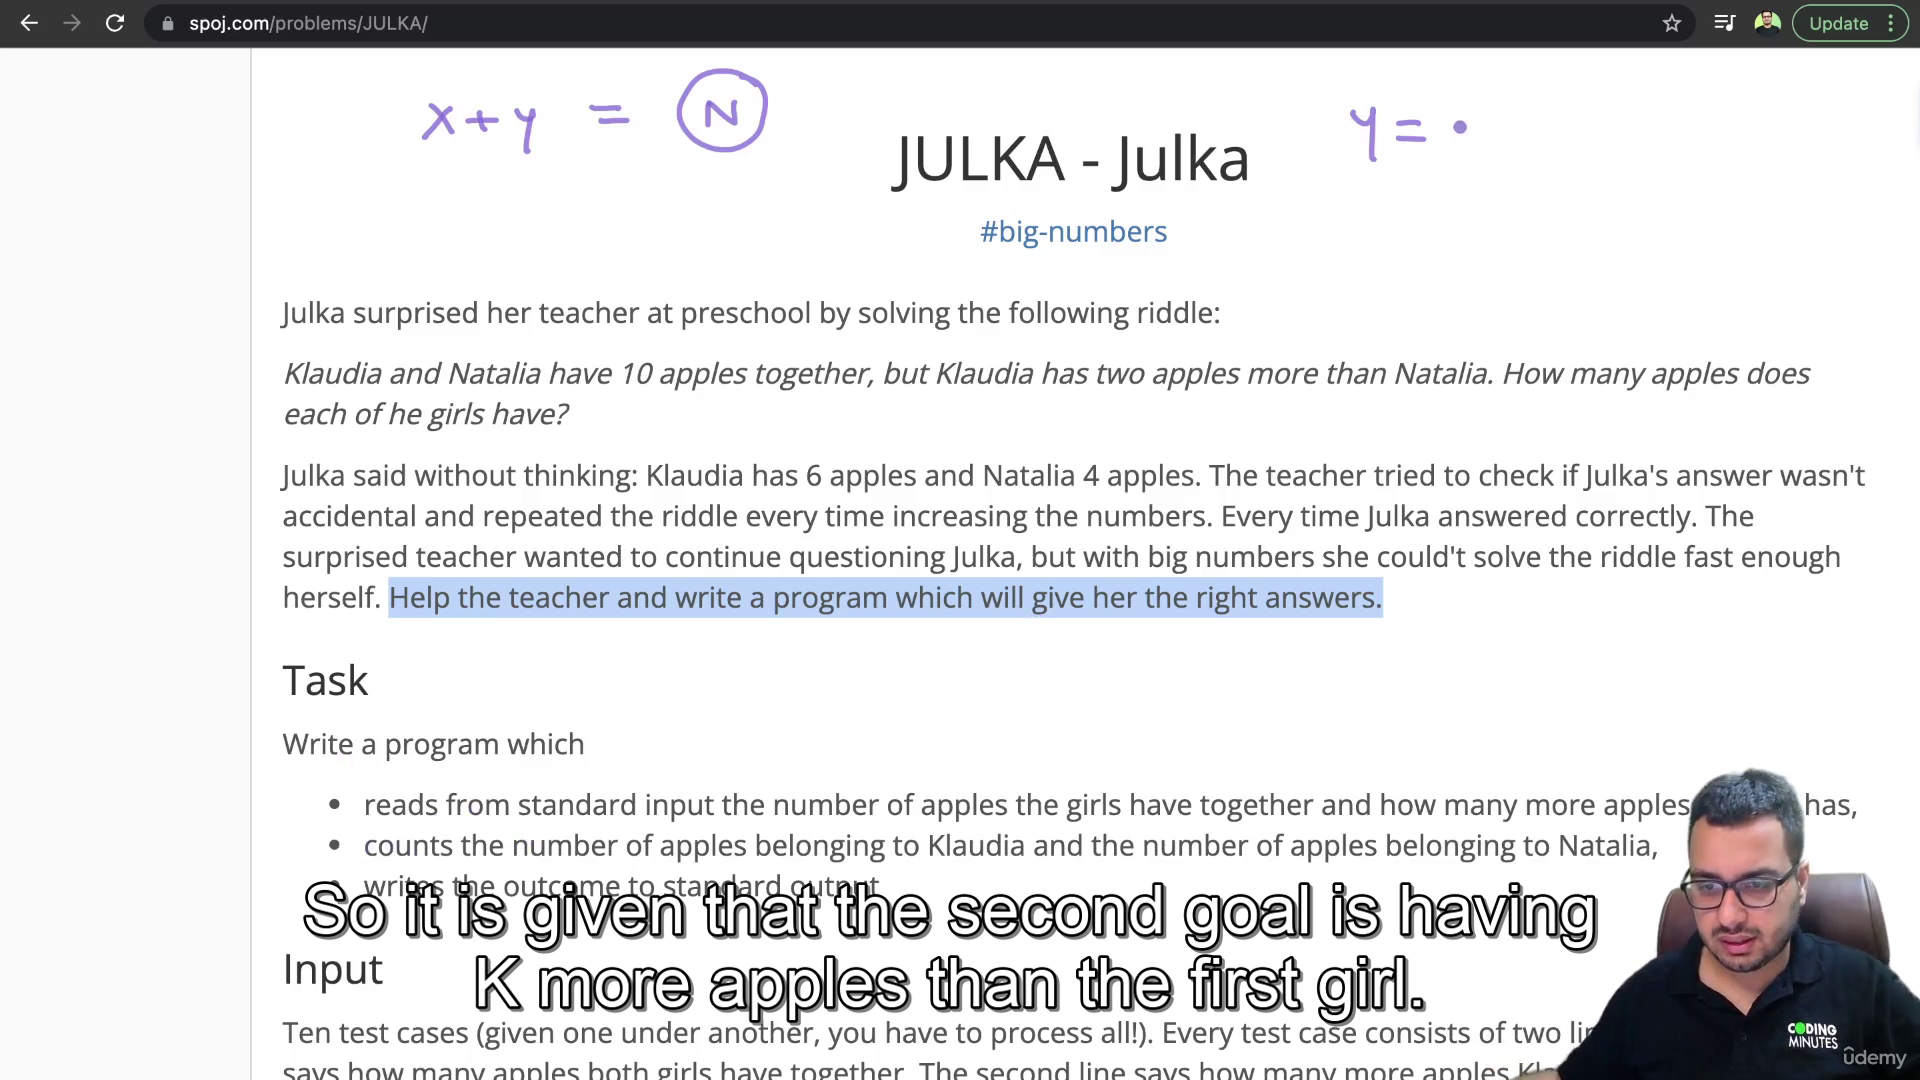 spoj.com/problems/JULKA/
Update
x + y = N
y =
JULKA - Julka
#big-numbers
Julka surprised her teacher at preschool by solving the following riddle:
Klaudia and Natalia have 10 apples together, but Klaudia has two apples more than Natalia. How many apples does
each of he girls have?
Julka said without thinking: Klaudia has 6 apples and Natalia 4 apples. The teacher tried to check if Julka's answer wasn't
accidental and repeated the riddle every time increasing the numbers. Every time Julka answered correctly. The
surprised teacher wanted to continue questioning Julka, but with big numbers she could't solve the riddle fast enough
herself. Help the teacher and write a program which will give her the right answers.
Task
Write a program which
• reads from standard input the number of apples the girls have together and how many more apples has,
• counts the number of apples belonging to Klaudia and the number of apples belonging to Natalia,
• writes the outcome to standard output
So it is given that the second goal is having
K more apples than the first girl.
Input
Ten test cases (given one under another, you have to process all!). Every test case consists of two
says how many apples both girls have together. The second line says how many more apples
CODING
MINUTES
ûdemy